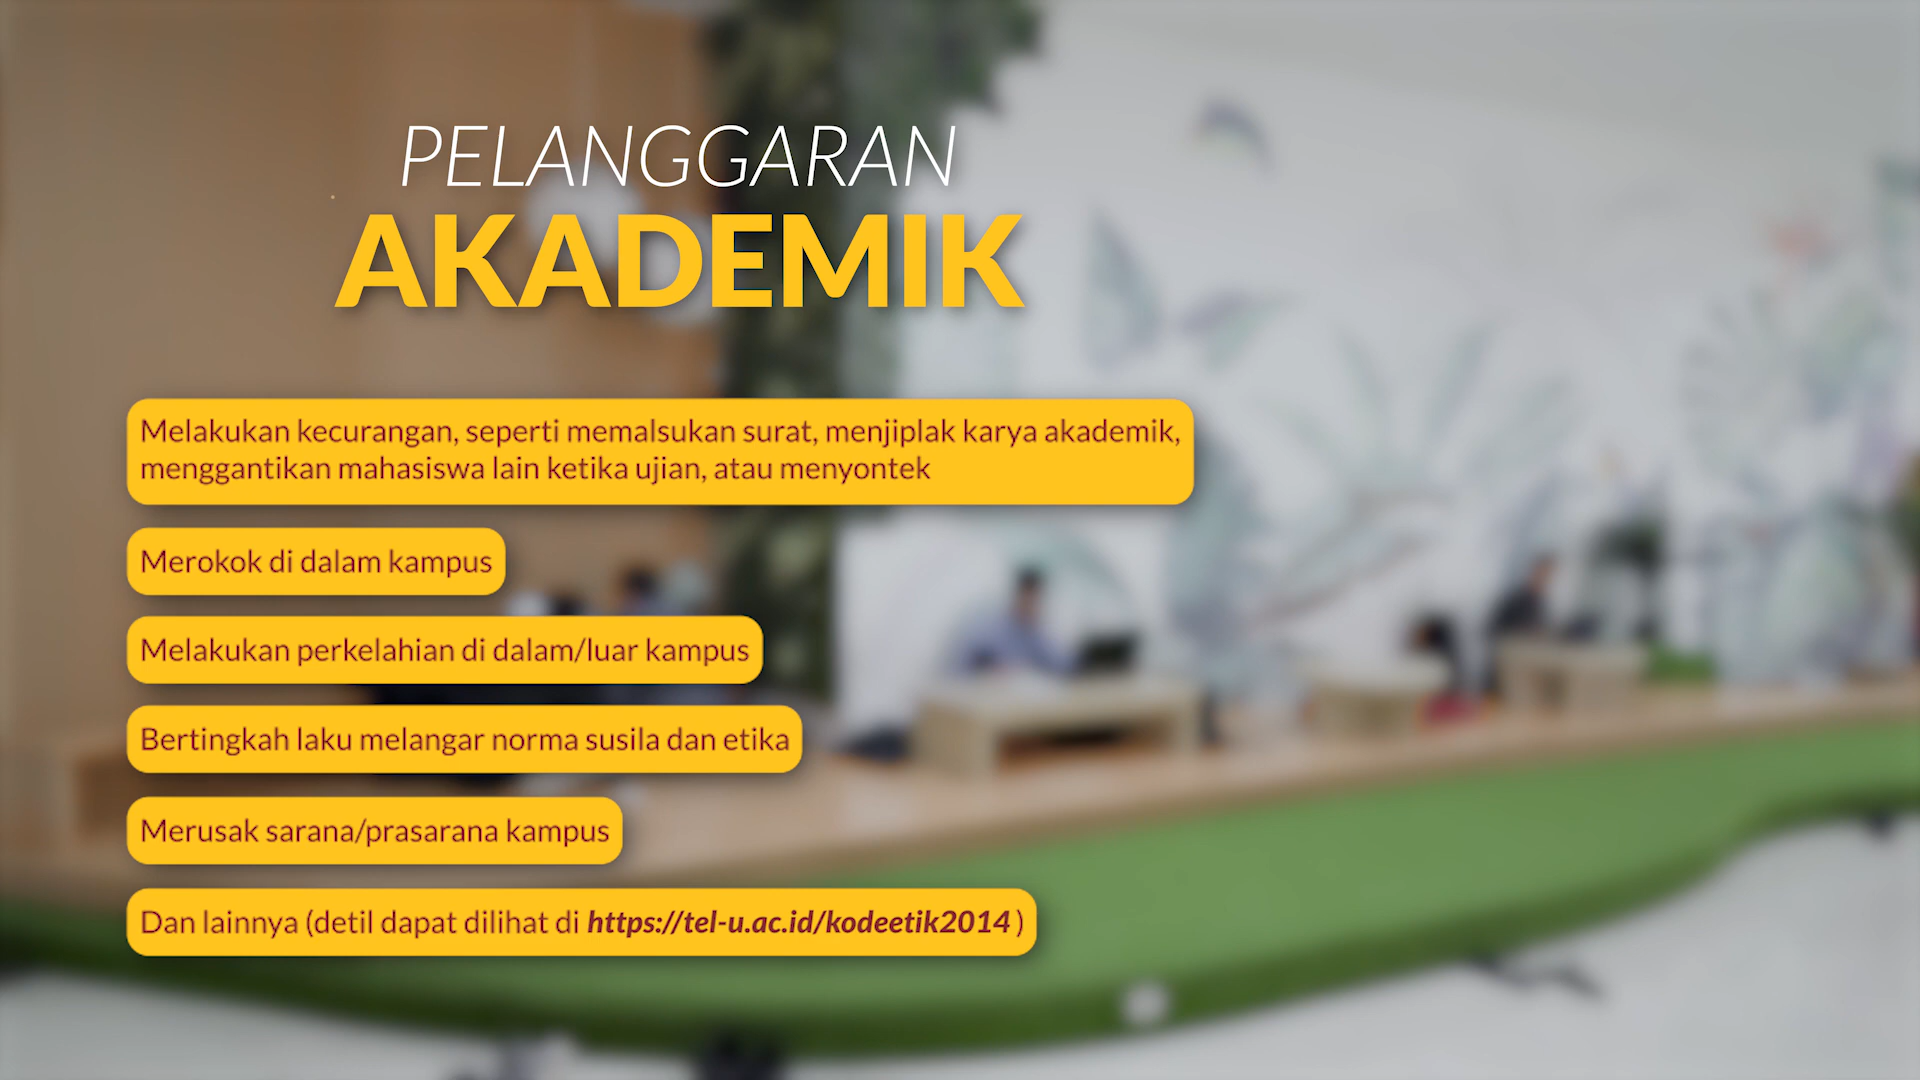 PELANGGARAN
AKADEMIK
Melakukan kecurangan, seperti memalsukan surat, menjiplak karya akademik,
menggantikan mahasiswa lain ketika ujian, atau menyontek
Merokok di dalam kampus
Melakukan perkelahian di dalam/luar kampus
Bertingkah laku melangar norma susila dan etika
Merusak sarana/prasarana kampus
Dan lainnya (detil dapat dilihat di https://tel-u.ac.id/kodeetik2014 )